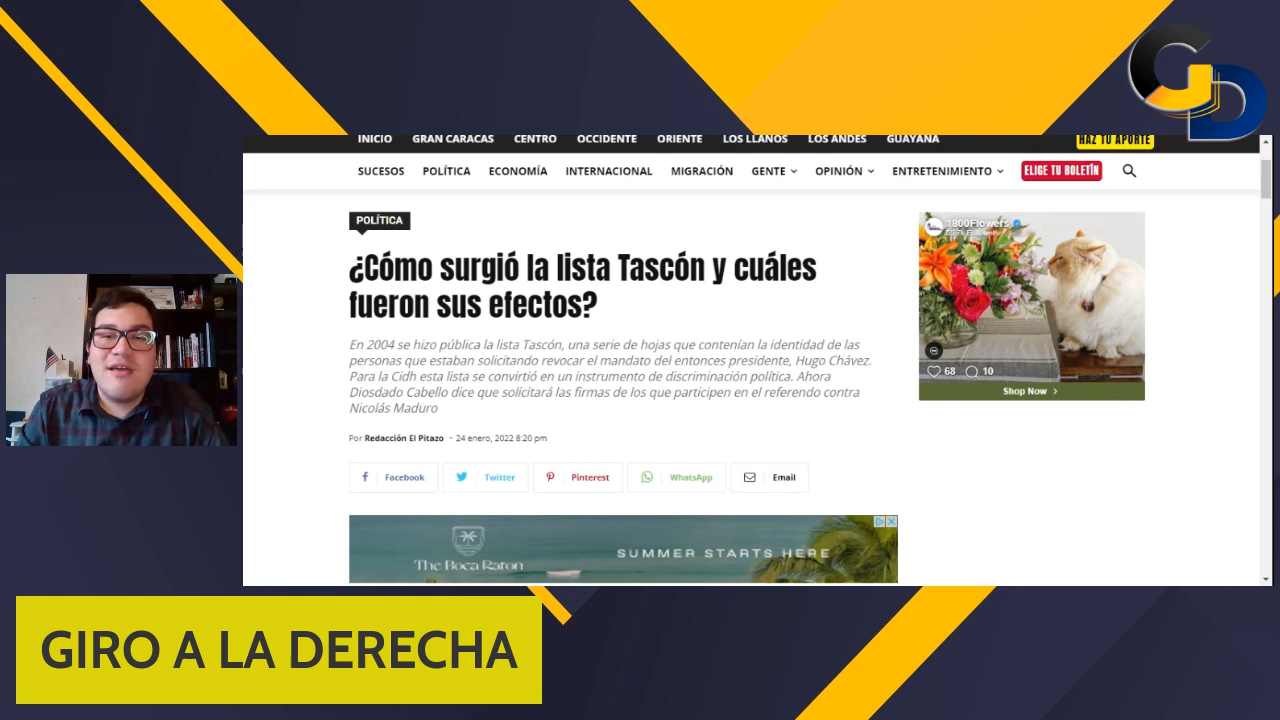 GD
INICIO GRAN CARACAS CENTRO OCCIDENTE ORIENTE LOS LLANOS LOS ANDES GUAYANA HAZ TU APORTE
SUCESOS POLÍTICA ECONOMÍA INTERNACIONAL MIGRACIÓN GENTE OPINIÓN ENTRETENIMIENTO ELIGE TU BOLETÍN
POLÍTICA
¿Cómo surgió la lista Tascón y cuáles
fueron sus efectos?
En 2004 se hizo pública la lista Tascón, una serie de hojas que contenían la identidad de las
personas que estaban solicitando revocar el mandato del entonces presidente, Hugo Chávez.
Para la Cidh esta lista se convirtió en un instrumento de discriminación política. Ahora
Diosdado Cabello dice que solicitará las firmas de los que participen en el referendo contra
Nicolás Maduro
Por Redacción El Pitazo - 24 enero, 2022 8:20 pm
Facebook Twitter Pinterest WhatsApp Email
1800Flowers
68 10
Shop Now
The Boca Raton
SUMMER STARTS HERE
GIRO A LA DERECHA